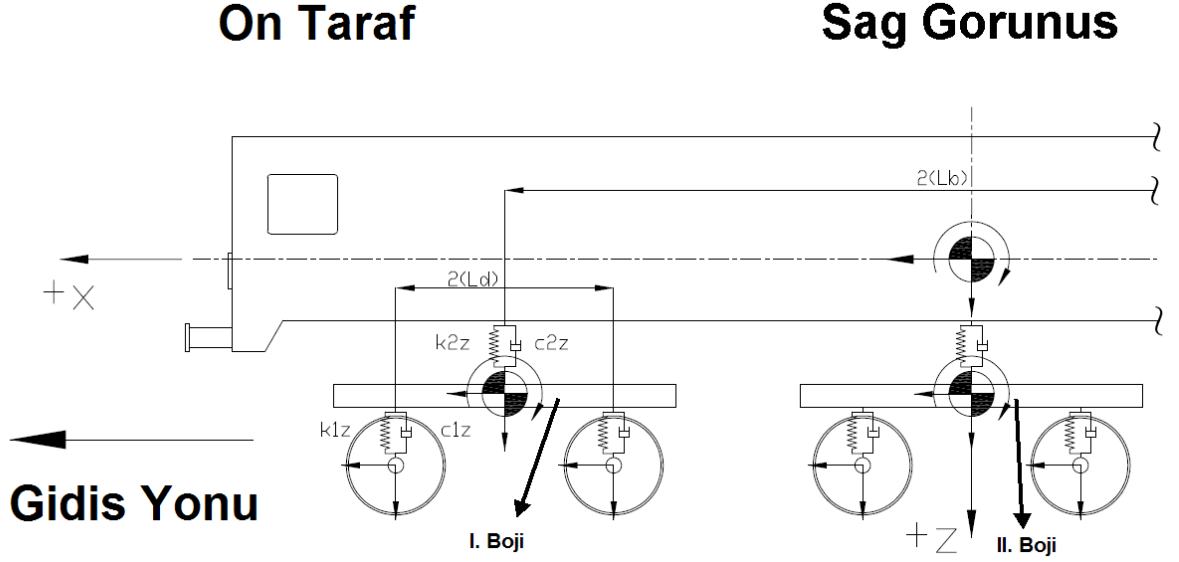 On Taraf
Sag Gorunus
2(Lb)
+X
2(Ld)
k2z
c2z
k1z
c1z
Gidis Yonu
I. Boji
+Z
II. Boji